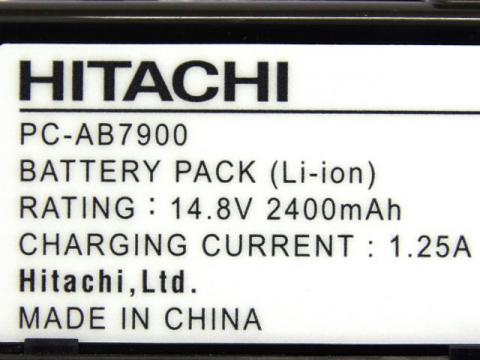 HITACHI
PC-AB7900
BATTERY PACK (Li-ion)
RATING : 14.8V 2400mAh
CHARGING CURRENT : 1.25A
Hitachi,Ltd.
MADE IN CHINA